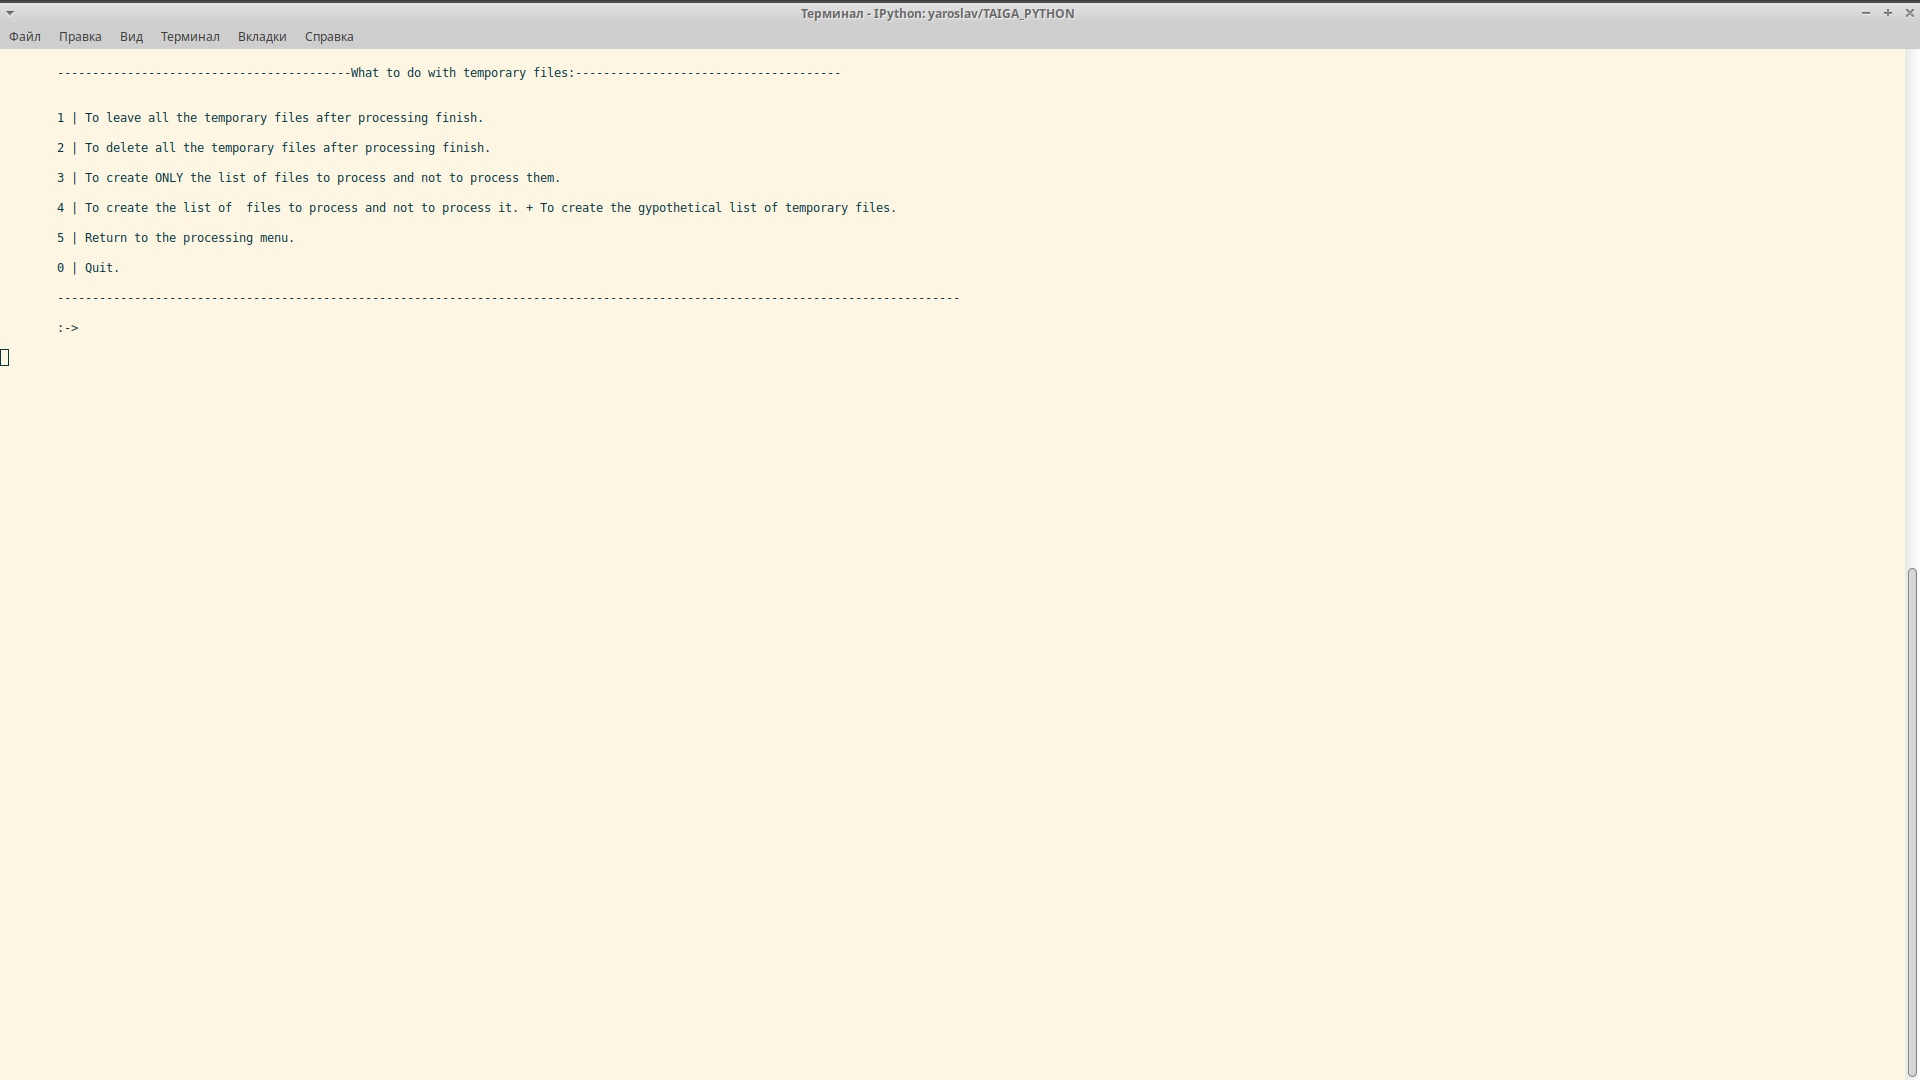 Терминал - IPython: yaroslav/TAIGA_PYTHON
Файл Правка Вид Терминал Вкладки Справка
------------------------------------------What to do with temporary files:--------------------------------------
1 | To leave all the temporary files after processing finish.
2 | To delete all the temporary files after processing finish.
3 | To create ONLY the list of files to process and not to process them.
4 | To create the list of  files to process and not to process it. + To create the gypothetical list of temporary files.
5 | Return to the processing menu.
0 | Quit.
---------------------------------------------------------------------------------------------------------------------------------
:->